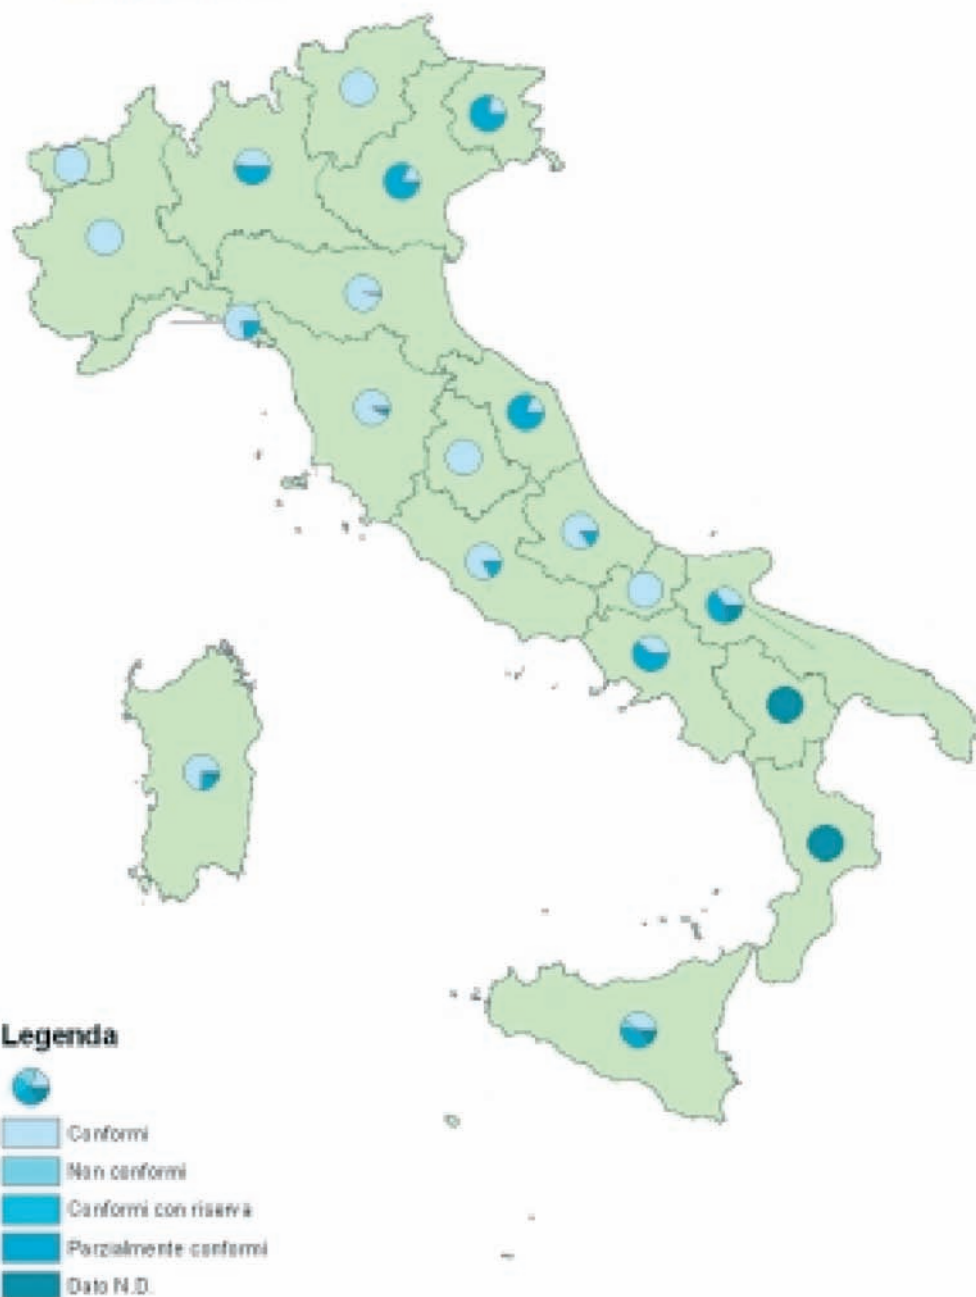 Legenda
Conformi
Non conformi
Conformi con riserva
Parzialmente conformi
Dato N.D.